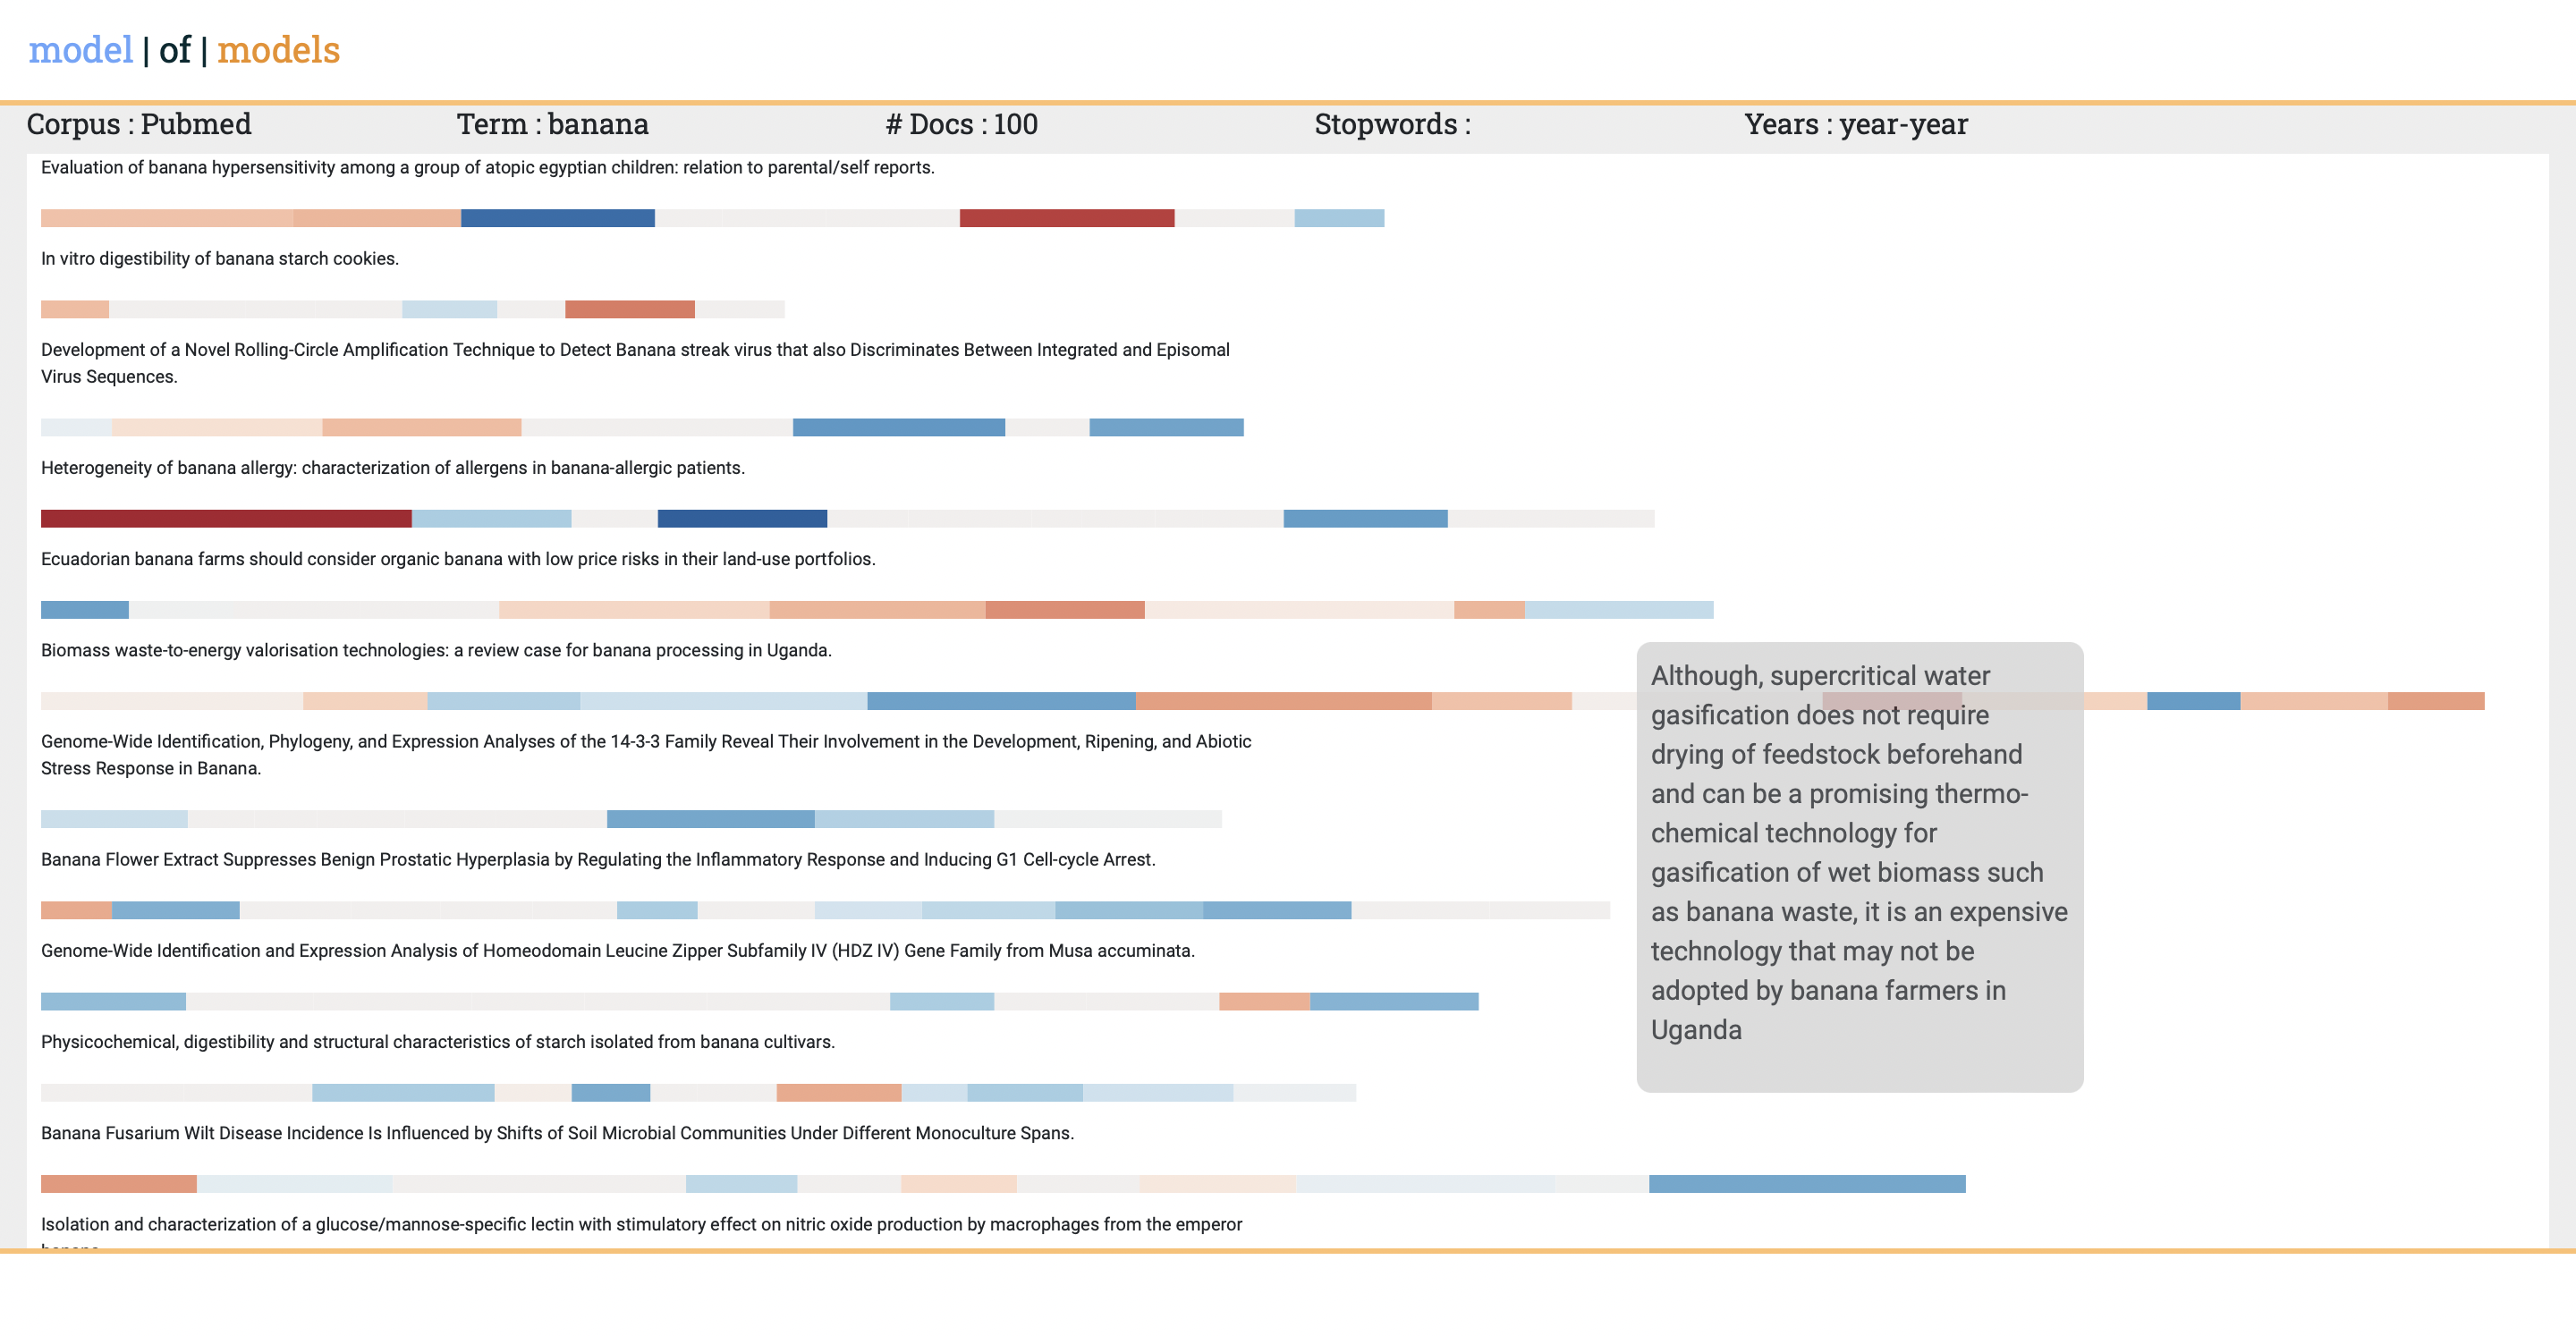 model | of | models
Corpus : Pubmed Term : banana # Docs : 100 Stopwords : Years : year-year
Evaluation of banana hypersensitivity among a group of atopic egyptian children: relation to parental/self reports.
In vitro digestibility of banana starch cookies.
Development of a Novel Rolling-Circle Amplification Technique to Detect Banana streak virus that also Discriminates Between Integrated and Episomal
Virus Sequences.
Heterogeneity of banana allergy: characterization of allergens in banana-allergic patients.
Ecuadorian banana farms should consider organic banana with low price risks in their land-use portfolios.
Biomass waste-to-energy valorisation technologies: a review case for banana processing in Uganda.
Genome-Wide Identification, Phylogeny, and Expression Analyses of the 14-3-3 Family Reveal Their Involvement in the Development, Ripening, and Abiotic
Stress Response in Banana.
Banana Flower Extract Suppresses Benign Prostatic Hyperplasia by Regulating the Inflammatory Response and Inducing G1 Cell-cycle Arrest.
Genome-Wide Identification and Expression Analysis of Homeodomain Leucine Zipper Subfamily IV (HDZ IV) Gene Family from Musa accuminata.
Physicochemical, digestibility and structural characteristics of starch isolated from banana cultivars.
Banana Fusarium Wilt Disease Incidence Is Influenced by Shifts of Soil Microbial Communities Under Different Monoculture Spans.
Isolation and characterization of a glucose/mannose-specific lectin with stimulatory effect on nitric oxide production by macrophages from the emperor
Although, supercritical water
gasification does not require
drying of feedstock beforehand
and can be a promising thermo-
chemical technology for
gasification of wet biomass such
as banana waste, it is an expensive
technology that may not be
adopted by banana farmers in
Uganda